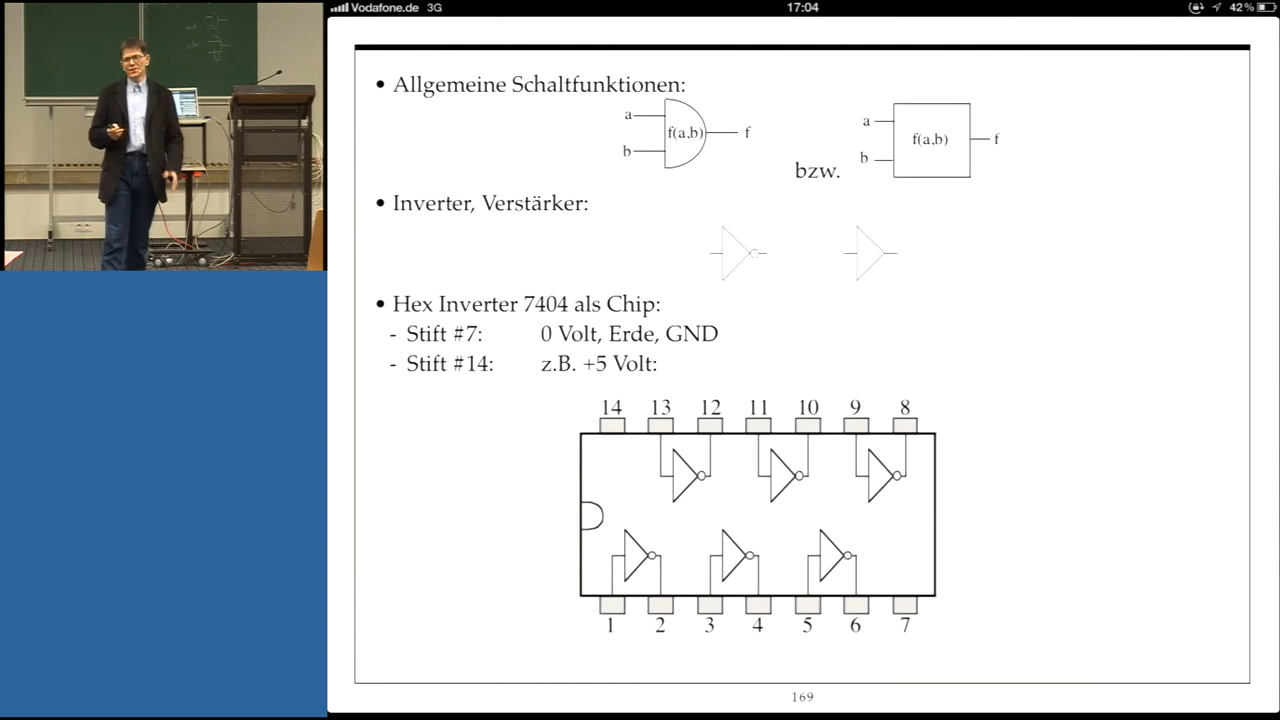 Vodafone.de 3G 17:04 42%
• Allgemeine Schaltfunktionen:
a b f(a,b) f
bzw.
a b f(a,b) f
• Inverter, Verstärker:
• Hex Inverter 7404 als Chip:
- Stift #7: 0 Volt, Erde, GND
- Stift #14: z.B. +5 Volt:
14 13 12 11 10 9 8
1 2 3 4 5 6 7
169